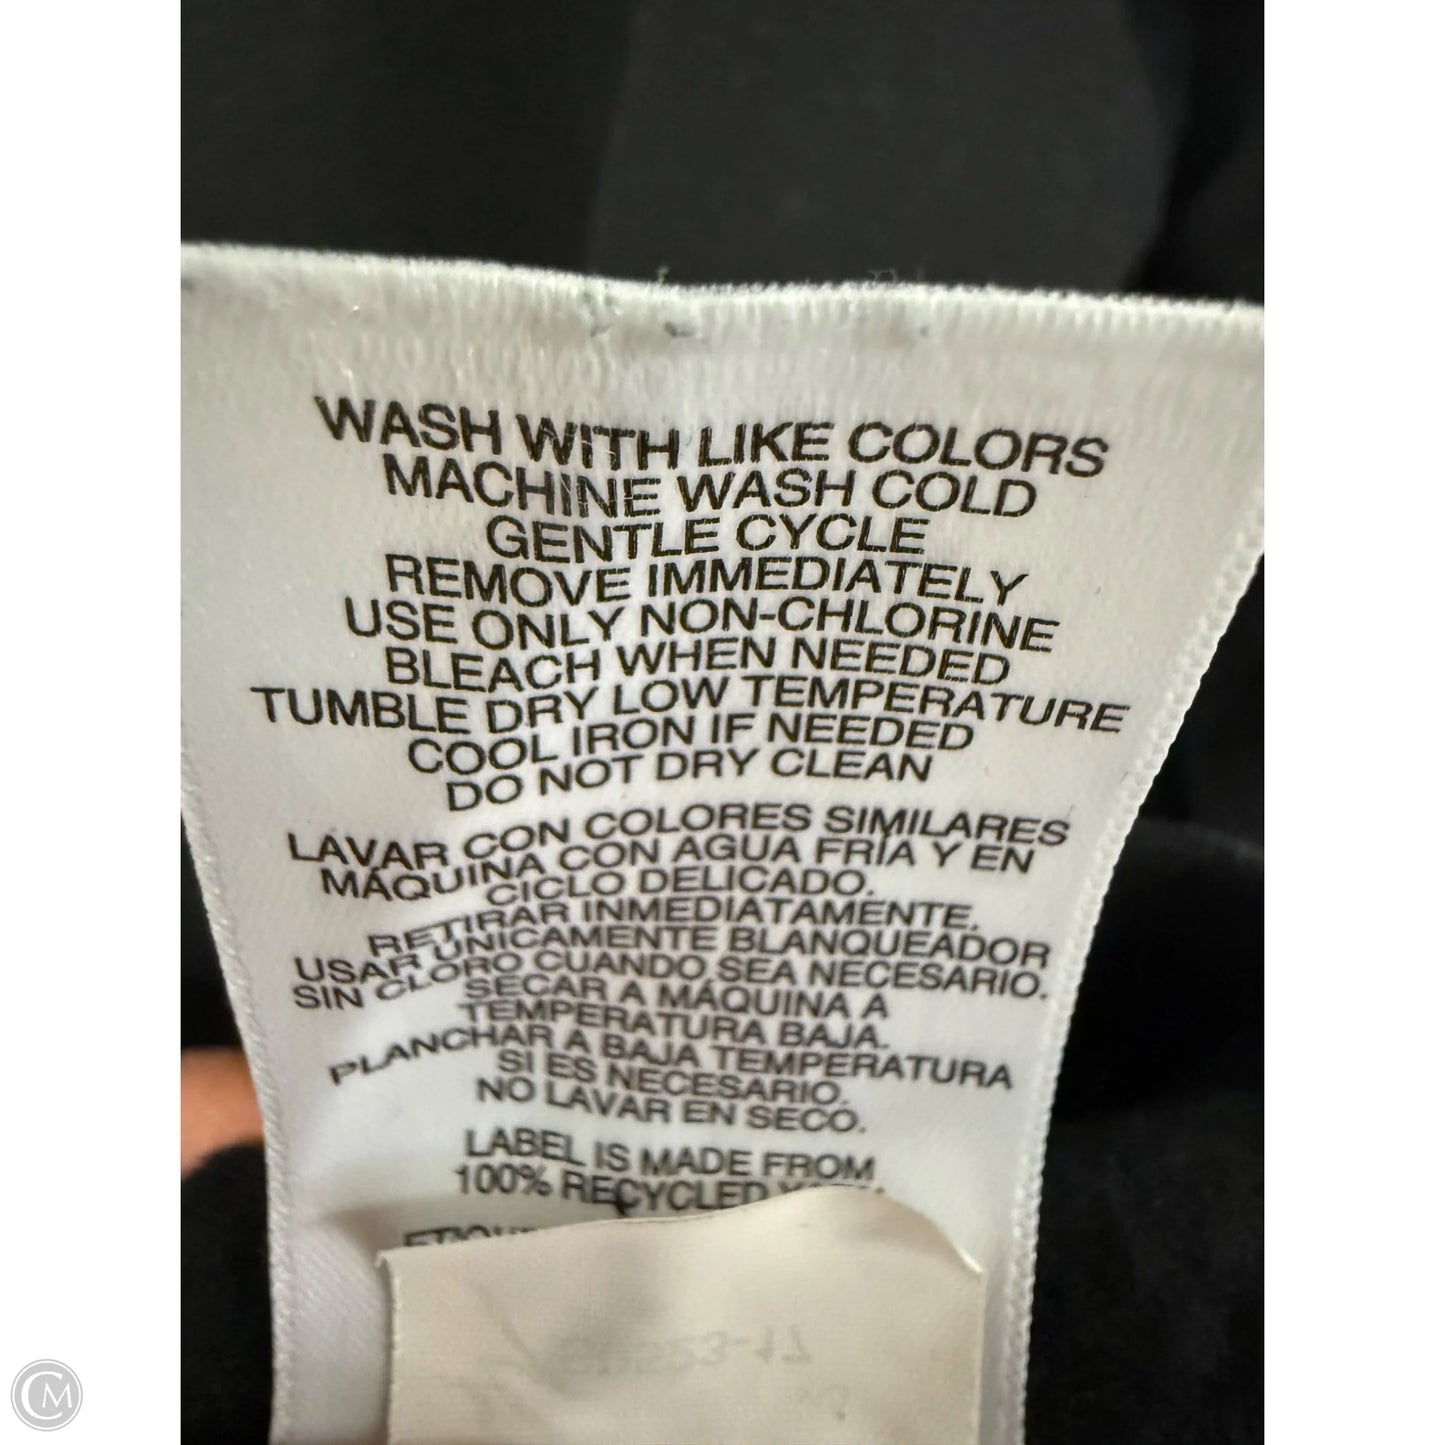 WASH WITH LIKE COLORS
MACHINE WASH COLD
GENTLE CYCLE
REMOVE IMMEDIATELY
USE ONLY NON-CHLORINE
BLEACH WHEN NEEDED
TUMBLE DRY LOW TEMPERATURE
COOL IRON IF NEEDED
DO NOT DRY CLEAN
LAVAR CON COLORES SIMILARES
MÁQUINA CON AGUA FRÍA Y EN
CICLO DELICADO.
RETIRAR INMEDIATAMENTE.
USAR ÚNICAMENTE BLANQUEADOR
SIN CLORO CUANDO SEA NECESARIO.
SECAR A MÁQUINA A
TEMPERATURA BAJA.
PLANCHAR A BAJA TEMPERATURA
SI ES NECESARIO.
NO LAVAR EN SECO.
LABEL IS MADE FROM
100% RECYCLED
CM